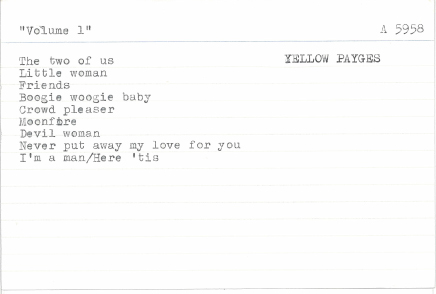 "Volume 1" A 5958
The two of us YELLOW PAYGES
Little woman
Friends
Boogie woogie baby
Crowd pleaser
Moonfire
Devil woman
Never put away my love for you
I'm a man/Here 'tis